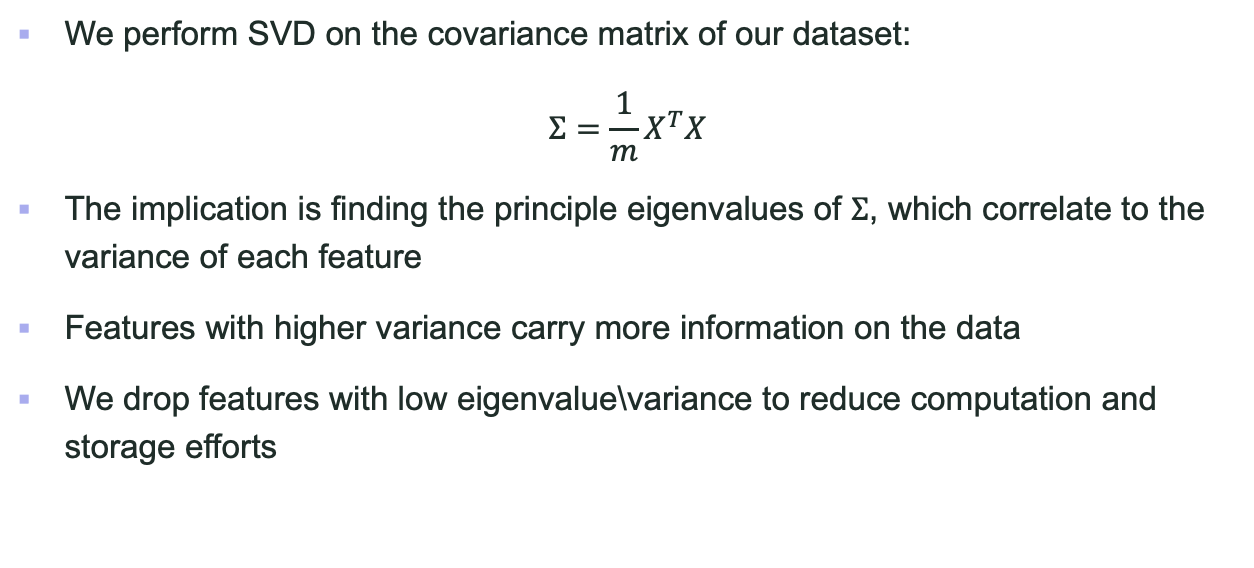 ▪ We perform SVD on the covariance matrix of our dataset:
Σ = 1/m XᵀX
▪ The implication is finding the principle eigenvalues of Σ, which correlate to the
variance of each feature
▪ Features with higher variance carry more information on the data
▪ We drop features with low eigenvalue\variance to reduce computation and
storage efforts